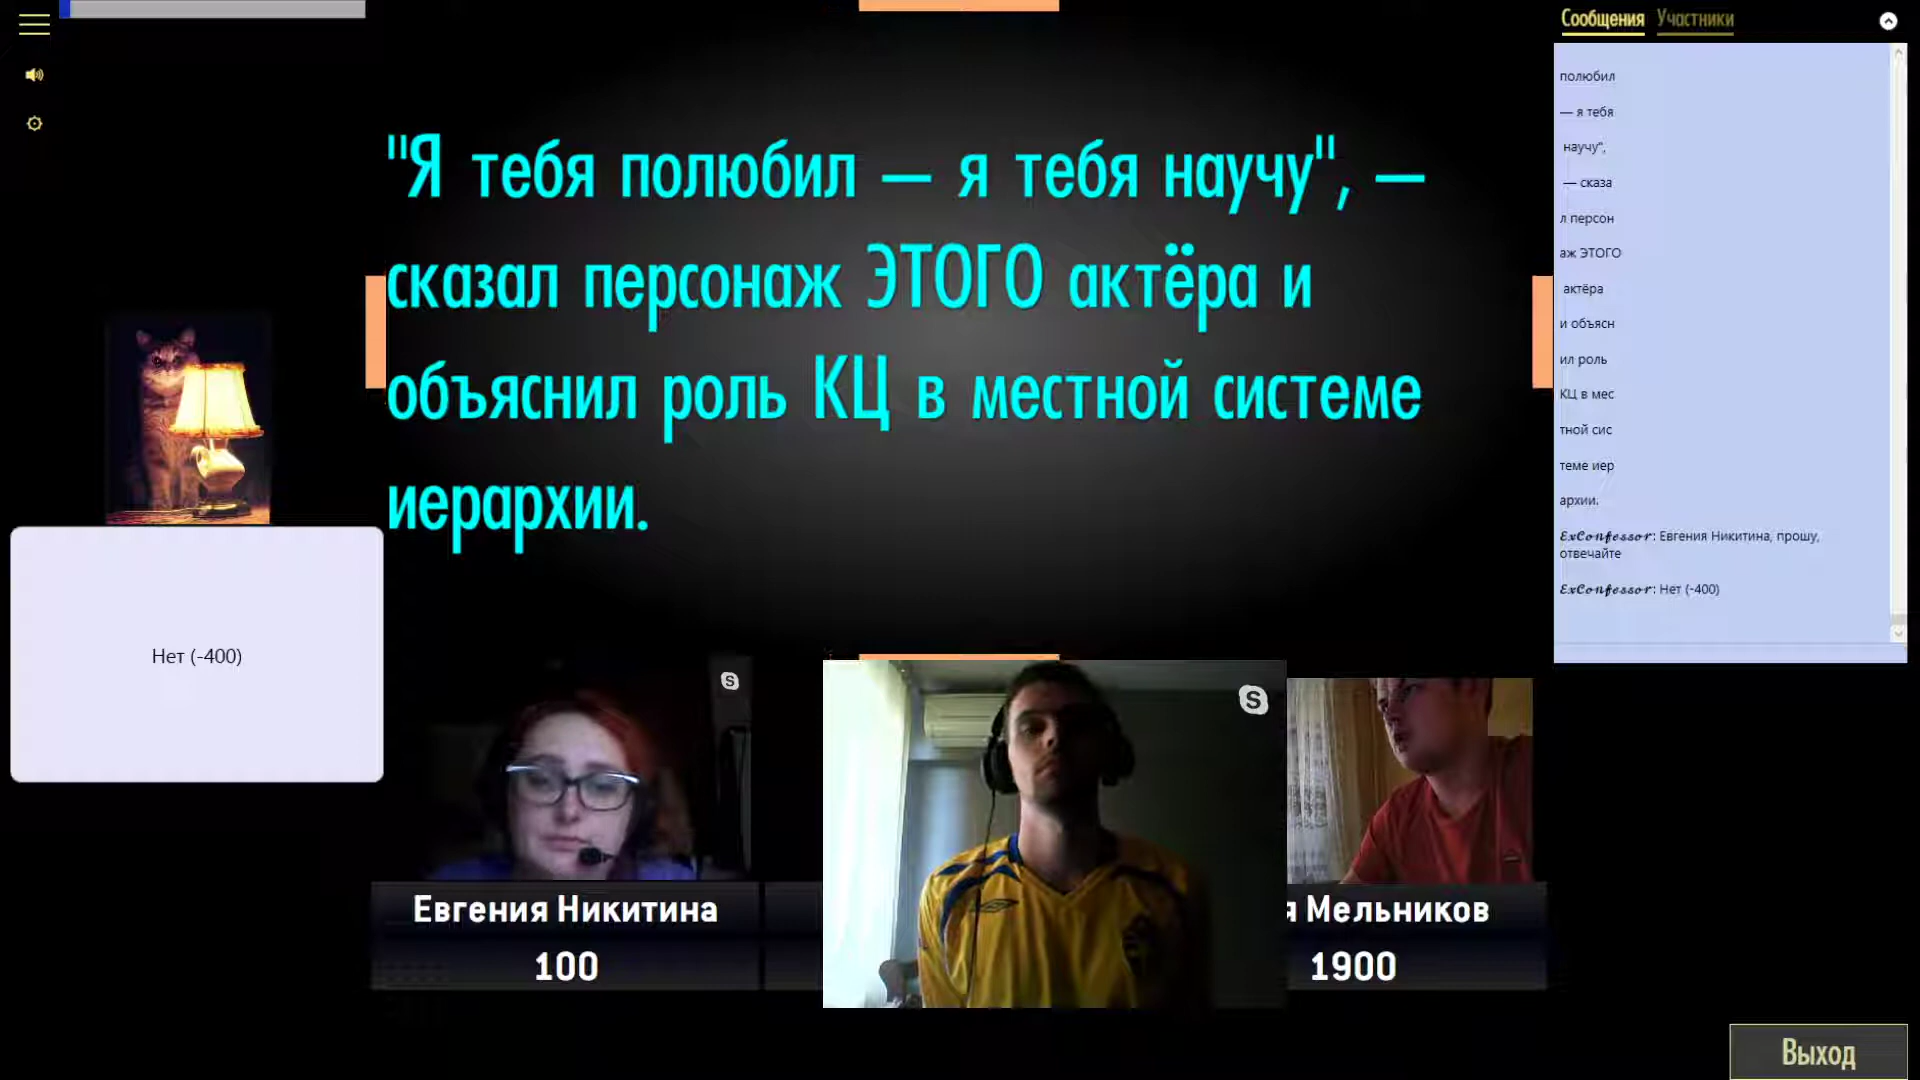 "Я тебя полюбил — я тебя научу", —
сказал персонаж ЭТОГО актёра и
объяснил роль КЦ в местной системе
иерархии.
Нет (-400)
Евгения Никитина
100
я Мельников
1900
Сообщения Участники
полюбил
— я тебя
научу",
— сказа
л персон
аж ЭТОГО
актёра
и объясн
ил роль
КЦ в мес
тной сис
теме иер
архии.
ExConfessor: Евгения Никитина, прошу,
отвечайте
ExConfessor: Нет (-400)
Выход